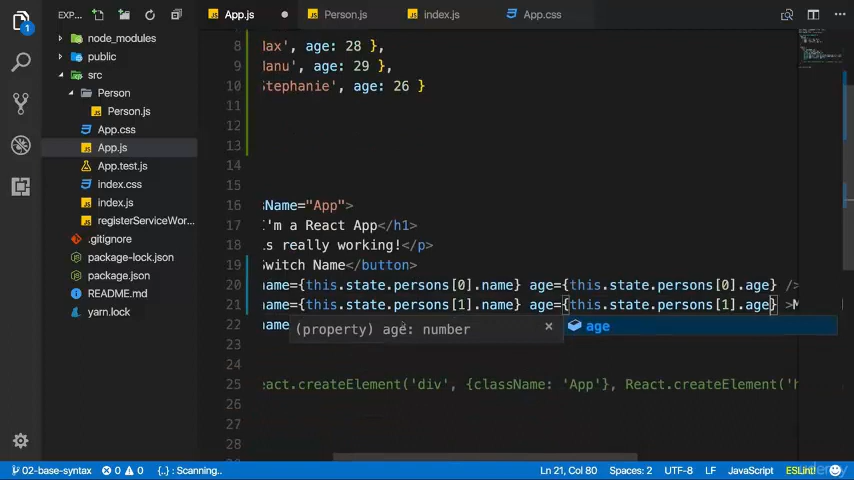 1
EXP...
App.js
Person.js
index.js
App.css
node_modules
public
src
Person
Person.js
App.css
App.js
App.test.js
index.css
index.js
registerServiceWor...
.gitignore
package-lock.json
package.json
README.md
yarn.lock
8 Max', age: 28 },
9 Manu', age: 29 },
10 Stephanie', age: 26 }
11
12
13
14
15
16 sName="App">
17 I'm a React App</h1>
18 is really working!</p>
19 Switch Name</button>
20 name={this.state.persons[0].name} age={this.state.persons[0].age} />
21 name={this.state.persons[1].name} age={this.state.persons[1].age} >M
22 name
(property) age: number ×
age
24
25 eact.createElement('div', {className: 'App'}, React.createElement('h
26
27
28
02-base-syntax 0 0 {..} : Scanning..
Ln 21, Col 80 Spaces: 2 UTF-8 LF JavaScript ESLint!